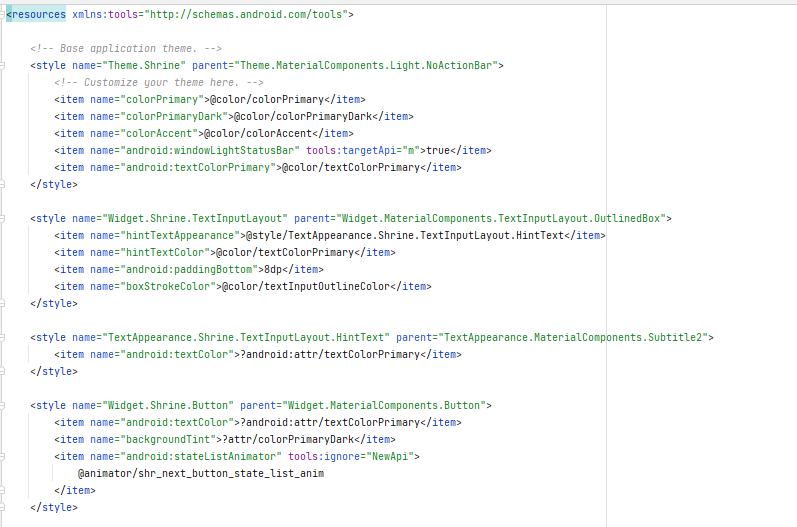 <resources xmlns:tools="http://schemas.android.com/tools">
<!-- Base application theme. -->
<style name="Theme.Shrine" parent="Theme.MaterialComponents.Light.NoActionBar">
<!-- Customize your theme here. -->
<item name="colorPrimary">@color/colorPrimary</item>
<item name="colorPrimaryDark">@color/colorPrimaryDark</item>
<item name="colorAccent">@color/colorAccent</item>
<item name="android:windowLightStatusBar" tools:targetApi="m">true</item>
<item name="android:textColorPrimary">@color/textColorPrimary</item>
</style>
<style name="Widget.Shrine.TextInputLayout" parent="Widget.MaterialComponents.TextInputLayout.OutlinedBox">
<item name="hintTextAppearance">@style/TextAppearance.Shrine.TextInputLayout.HintText</item>
<item name="hintTextColor">@color/textColorPrimary</item>
<item name="android:paddingBottom">8dp</item>
<item name="boxStrokeColor">@color/textInputOutlineColor</item>
</style>
<style name="TextAppearance.Shrine.TextInputLayout.HintText" parent="TextAppearance.MaterialComponents.Subtitle2">
<item name="android:textColor">?android:attr/textColorPrimary</item>
</style>
<style name="Widget.Shrine.Button" parent="Widget.MaterialComponents.Button">
<item name="android:textColor">?android:attr/textColorPrimary</item>
<item name="backgroundTint">?attr/colorPrimaryDark</item>
<item name="android:stateListAnimator" tools:ignore="NewApi">
@animator/shr_next_button_state_list_anim
</item>
</style>